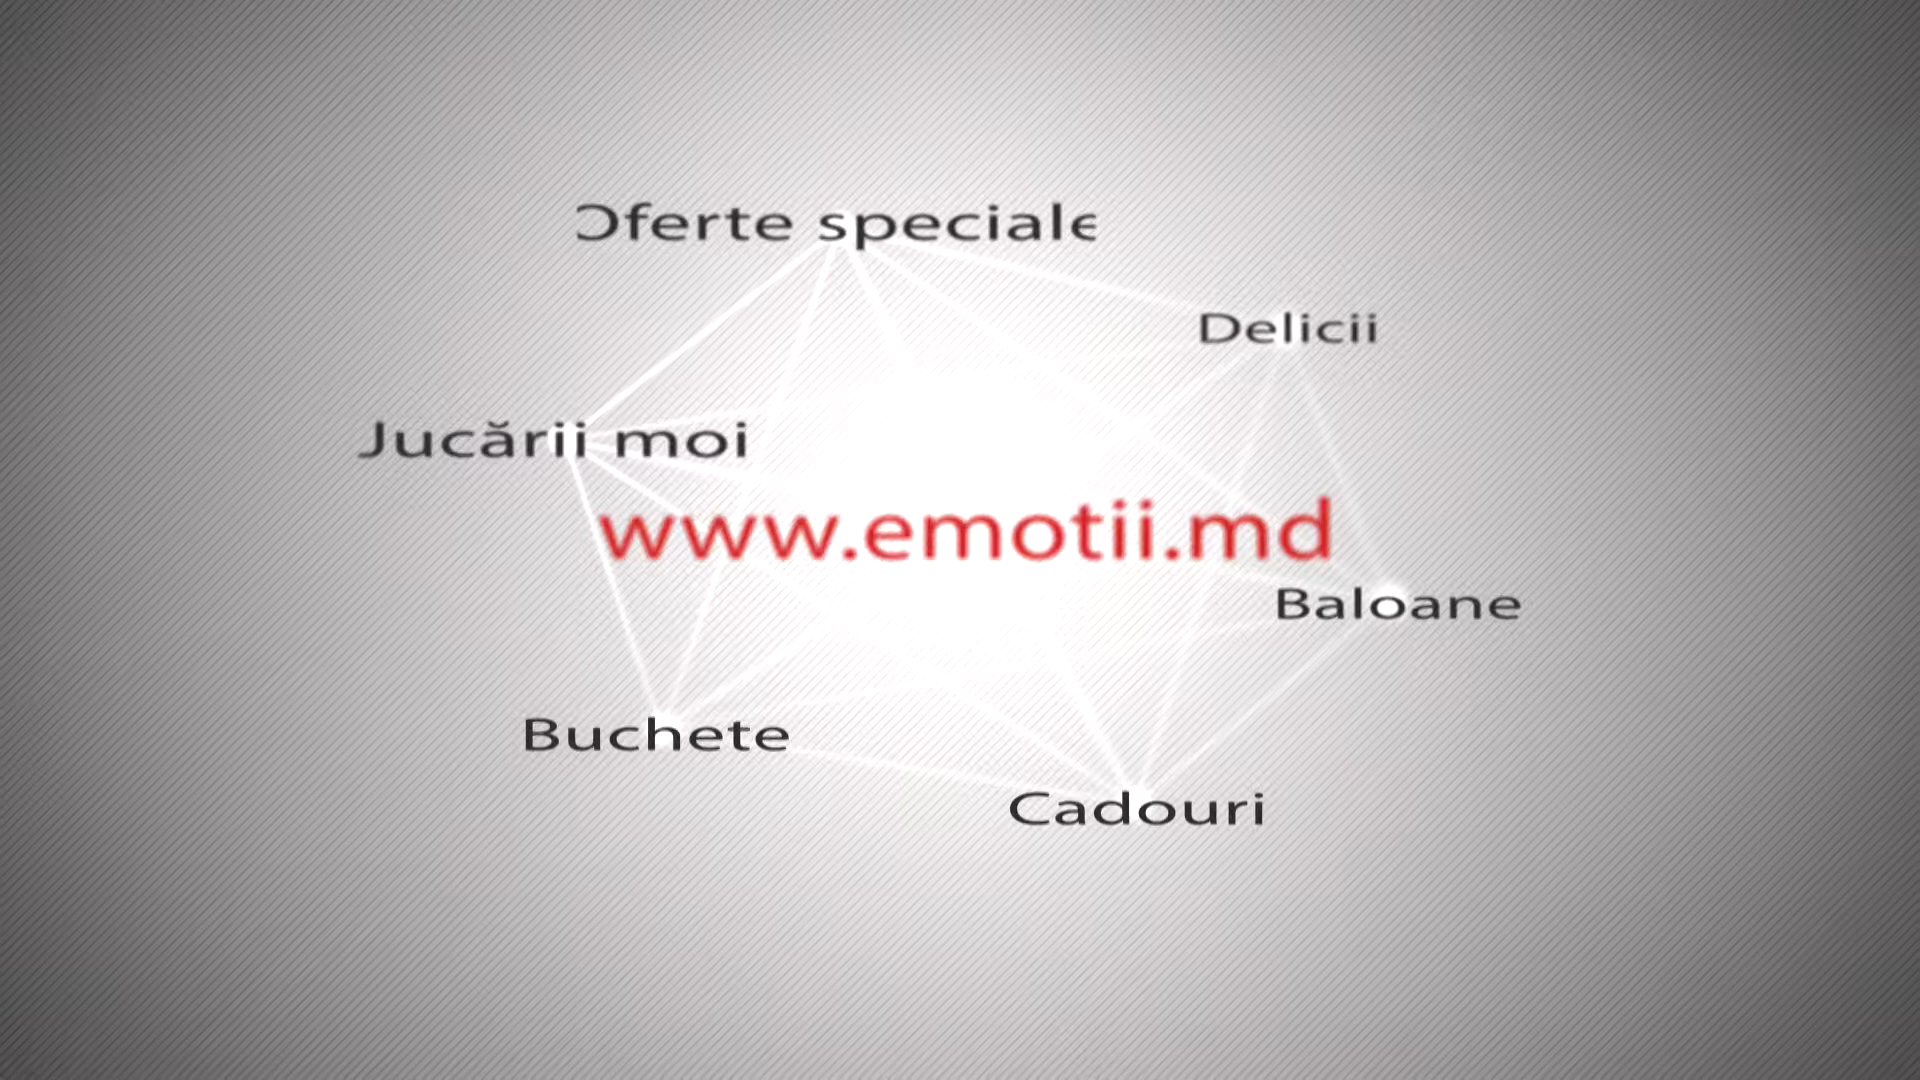 Oferte speciale
Delicii
Jucării moi
www.emotii.md
Baloane
Buchete
Cadouri